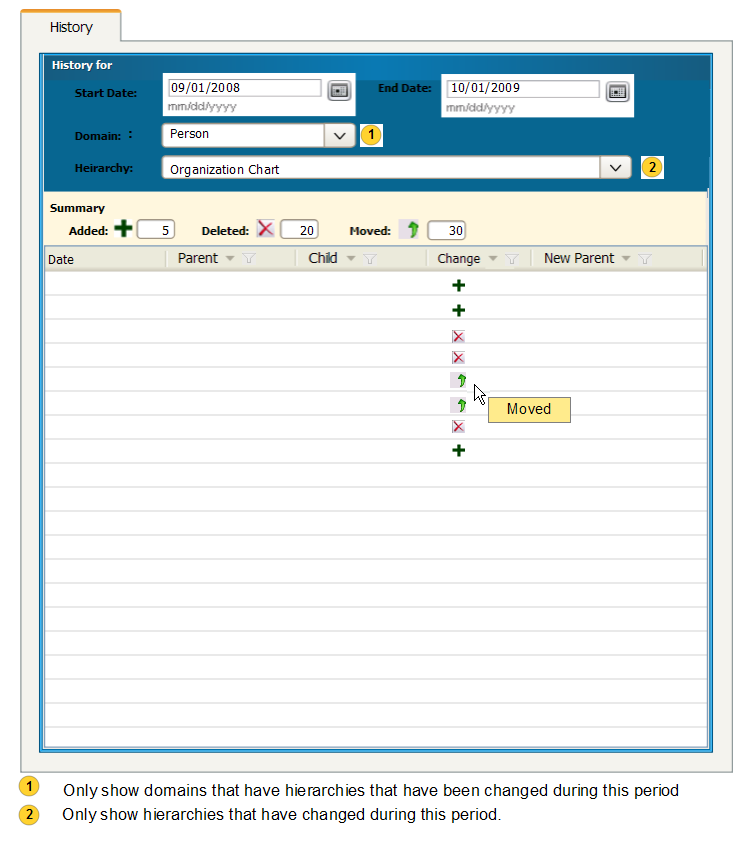 History
History for
Start Date: 09/01/2008 End Date: 10/01/2009
mm/dd/yyyy mm/dd/yyyy
Domain: : Person 1
Heirarchy: Organization Chart 2
Summary
Added: 5 Deleted: 20 Moved: 30
Date Parent Child Change New Parent
Moved
1 Only show domains that have hierarchies that have been changed during this period
2 Only show hierarchies that have changed during this period.